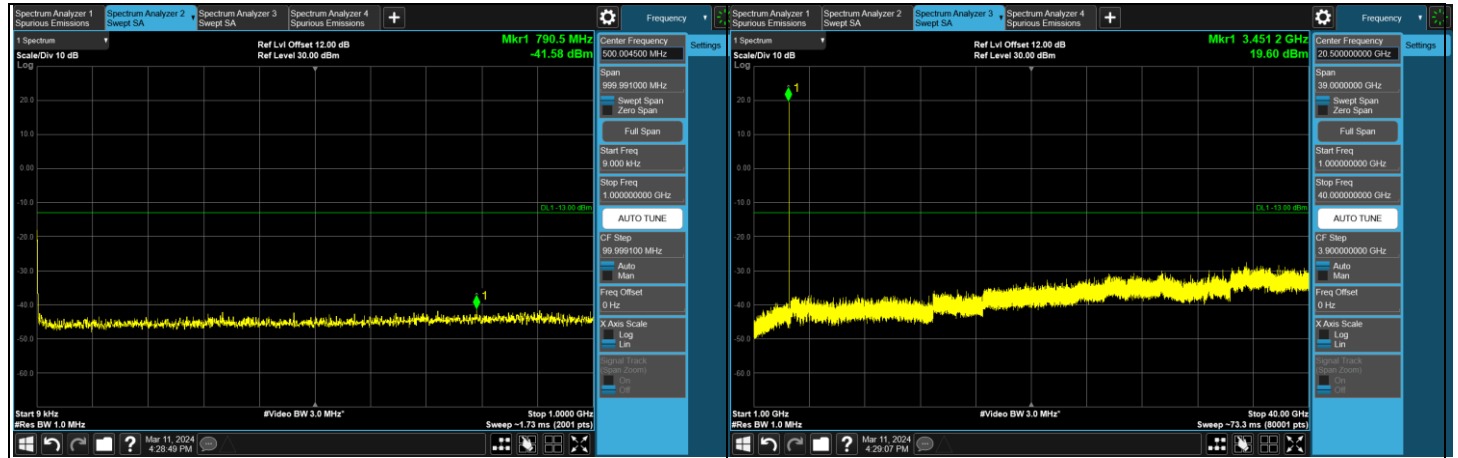 Spectrum Analyzer 1
Spurious Emissions
Spectrum Analyzer 2
Swept SA
Spectrum Analyzer 3
Swept SA
Spectrum Analyzer 4
Spurious Emissions
Frequency
1 Spectrum
Scale/Div 10 dB
Log
Ref Lvl Offset 12.00 dB
Ref Level 30.00 dBm
Mkr1 790.5 MHz
-41.58 dBm
20.0
10.0
0.00
-10.0
-20.0
-30.0
-40.0
-50.0
-60.0
DL1 -13.00 dBm
1
Start 9 kHz
#Res BW 1.0 MHz
#Video BW 3.0 MHz*
Stop 1.0000 GHz
Sweep ~1.73 ms (2001 pts)
Center Frequency
500.004500 MHz
Settings
Span
999.991000 MHz
Swept Span
Zero Span
Full Span
Start Freq
9.000 kHz
Stop Freq
1.000000000 GHz
AUTO TUNE
CF Step
99.999100 MHz
Auto
Man
Freq Offset
0 Hz
X Axis Scale
Log
Lin
Signal Track
(Span Zoom)
On
Off
?
Mar 11, 2024
4:28:49 PM
Spectrum Analyzer 1
Spurious Emissions
Spectrum Analyzer 2
Swept SA
Spectrum Analyzer 3
Swept SA
Spectrum Analyzer 4
Spurious Emissions
Frequency
1 Spectrum
Scale/Div 10 dB
Log
Ref Lvl Offset 12.00 dB
Ref Level 30.00 dBm
Mkr1 3.451 2 GHz
19.60 dBm
20.0
10.0
0.00
-10.0
-20.0
-30.0
-40.0
-50.0
-60.0
DL1 -13.00 dBm
1
Start 1.00 GHz
#Res BW 1.0 MHz
#Video BW 3.0 MHz*
Stop 40.00 GHz
Sweep ~73.3 ms (80001 pts)
Center Frequency
20.500000000 GHz
Settings
Span
39.0000000 GHz
Swept Span
Zero Span
Full Span
Start Freq
1.000000000 GHz
Stop Freq
40.000000000 GHz
AUTO TUNE
CF Step
3.900000000 GHz
Auto
Man
Freq Offset
0 Hz
X Axis Scale
Log
Lin
Signal Track
(Span Zoom)
On
Off
?
Mar 11, 2024
4:29:07 PM